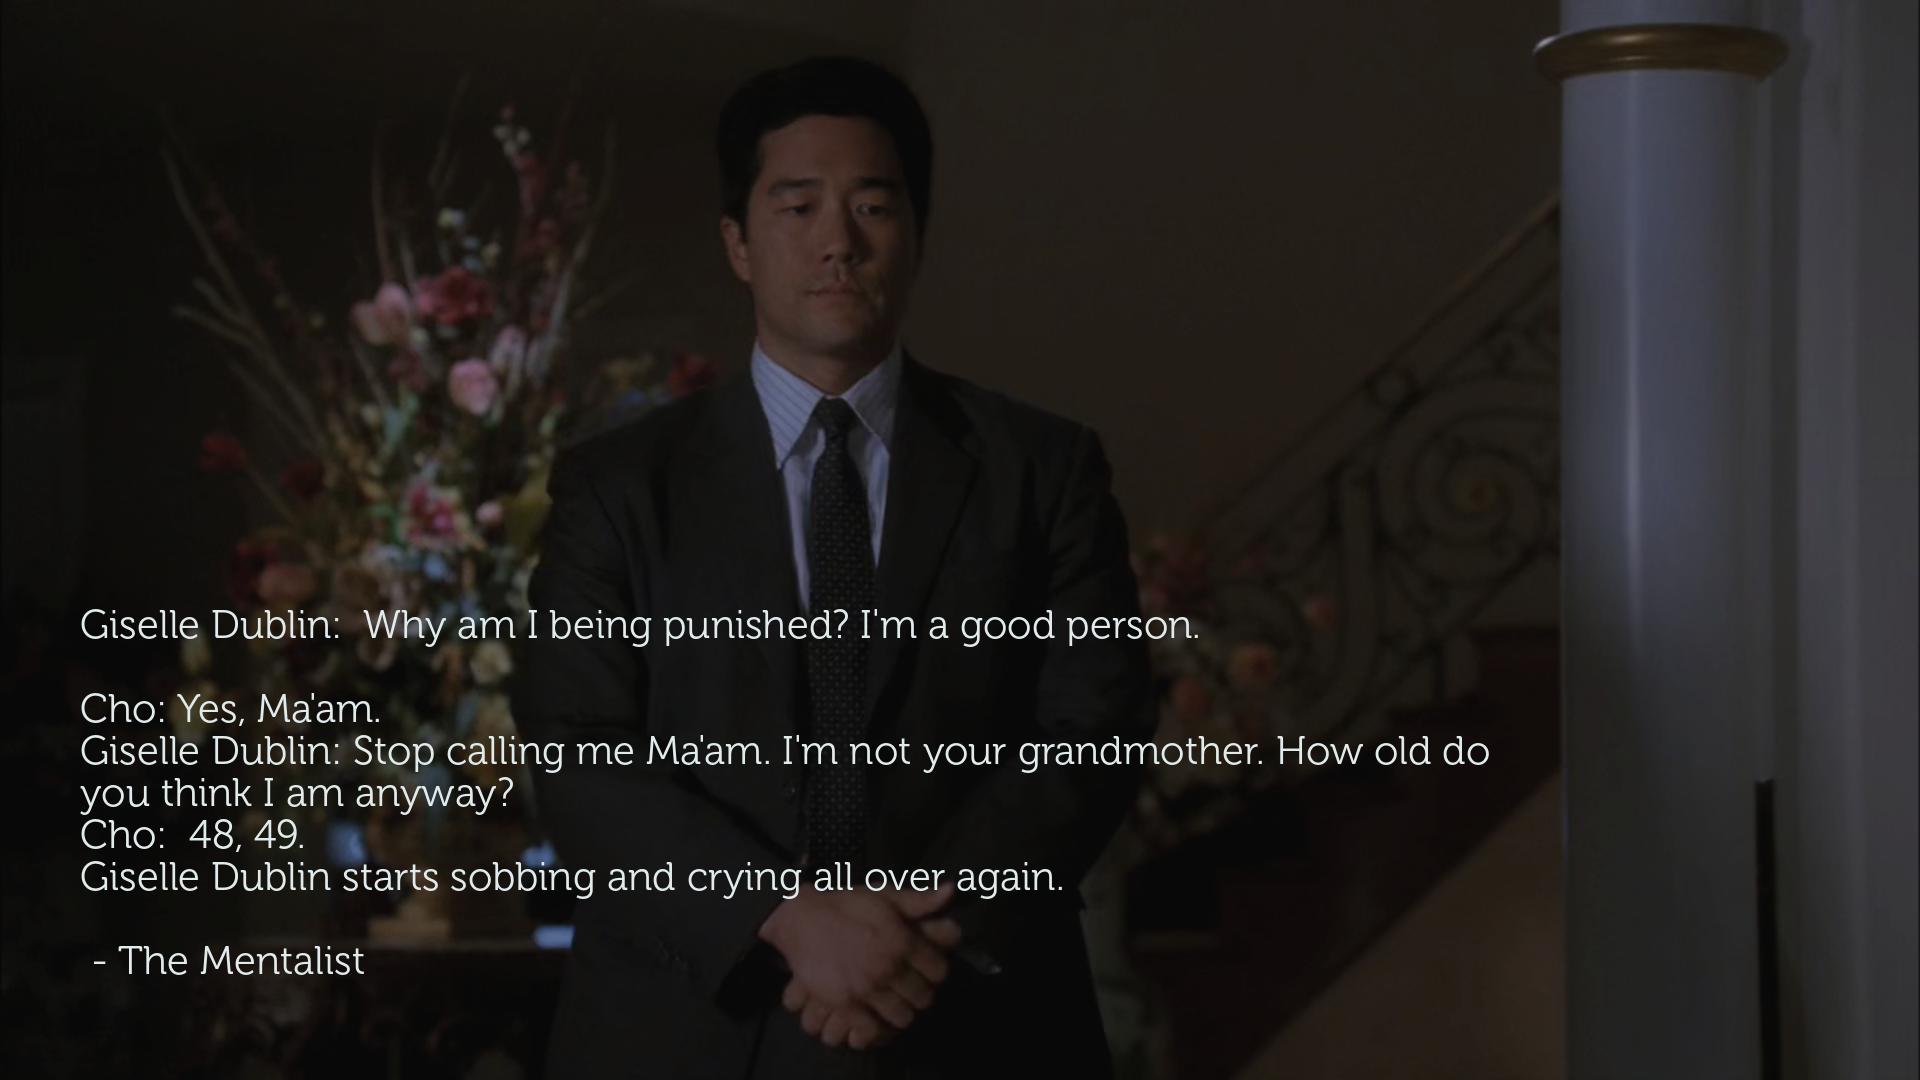 Giselle Dublin:  Why am I being punished? I'm a good person.
Cho: Yes, Ma'am.
Giselle Dublin: Stop calling me Ma'am. I'm not your grandmother. How old do
you think I am anyway?
Cho:  48, 49.
Giselle Dublin starts sobbing and crying all over again.
- The Mentalist